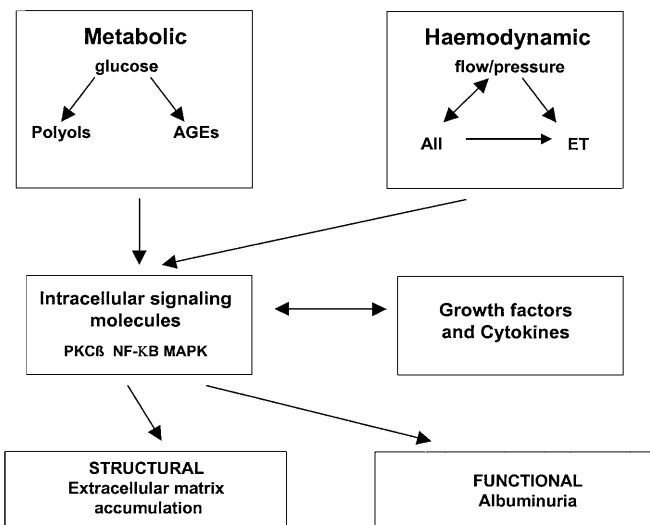 Metabolic
glucose
Polyols
AGEs
Haemodynamic
flow/pressure
AII
ET
Intracellular signaling
molecules
PKCß NF-KB MAPK
Growth factors
and Cytokines
STRUCTURAL
Extracellular matrix
accumulation
FUNCTIONAL
Albuminuria